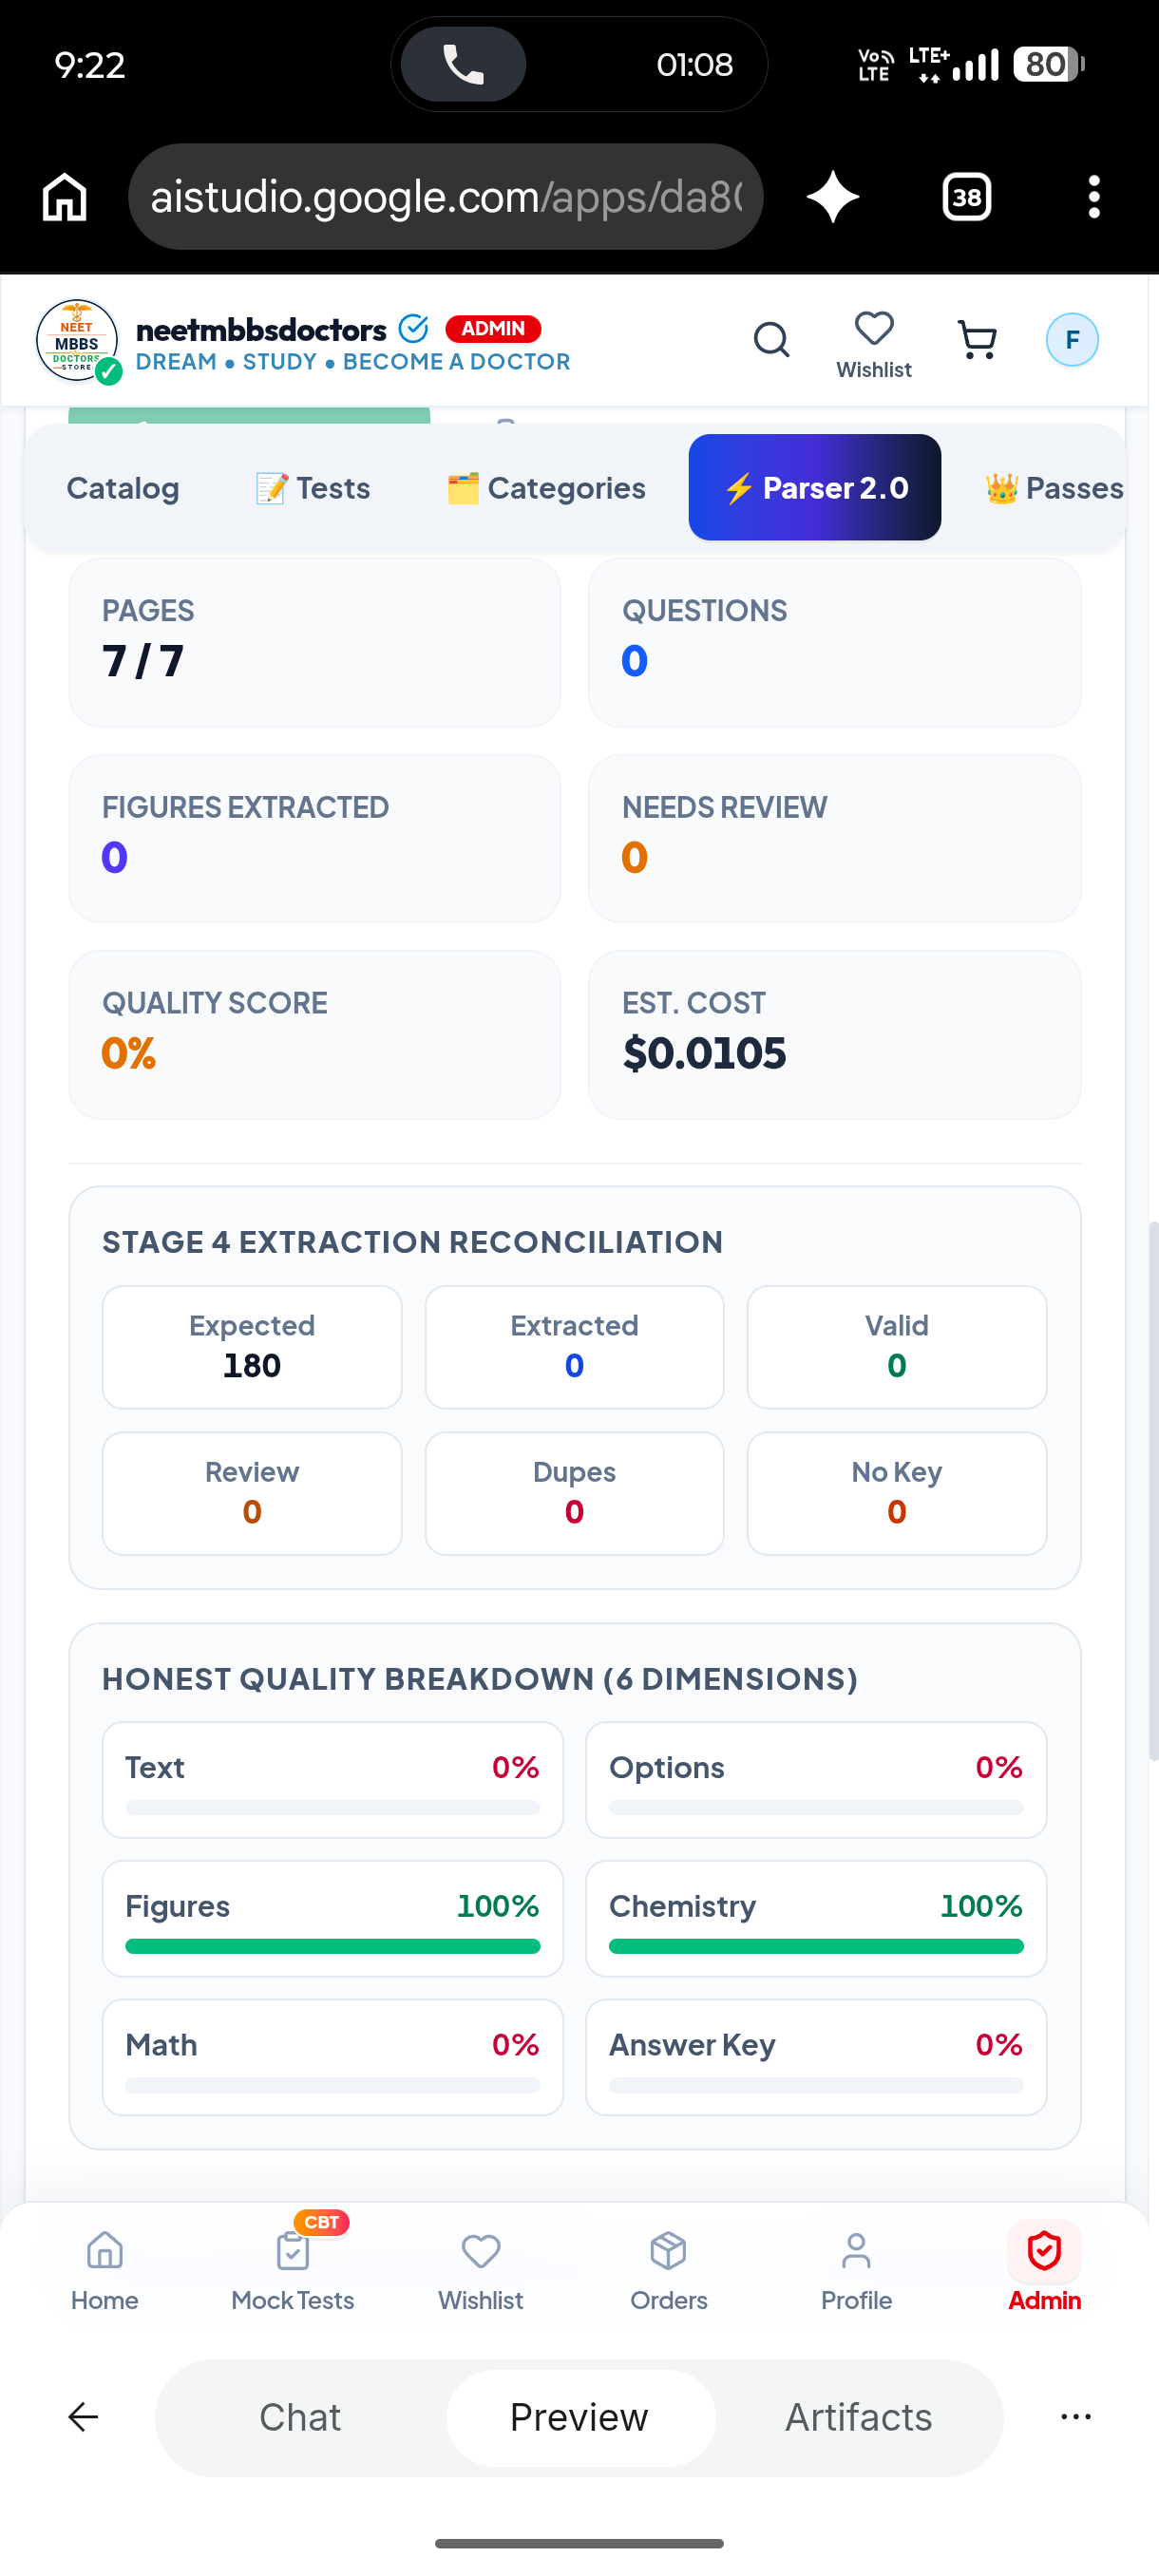 9:22
01:08
Vo LTE
LTE+
80
aistudio.google.com/apps/da8
38
NEET
MBBS
DOCTORS
STORE
neetmbbsdoctors
ADMIN
DREAM • STUDY • BECOME A DOCTOR
Wishlist
F
Catalog
📝 Tests
🗂️ Categories
⚡ Parser 2.0
👑 Passes
PAGES
7 / 7
QUESTIONS
0
FIGURES EXTRACTED
0
NEEDS REVIEW
0
QUALITY SCORE
0%
EST. COST
$0.0105
STAGE 4 EXTRACTION RECONCILIATION
Expected
180
Extracted
0
Valid
0
Review
0
Dupes
0
No Key
0
HONEST QUALITY BREAKDOWN (6 DIMENSIONS)
Text 0%
Options 0%
Figures 100%
Chemistry 100%
Math 0%
Answer Key 0%
CBT
Home
Mock Tests
Wishlist
Orders
Profile
Admin
Chat
Preview
Artifacts